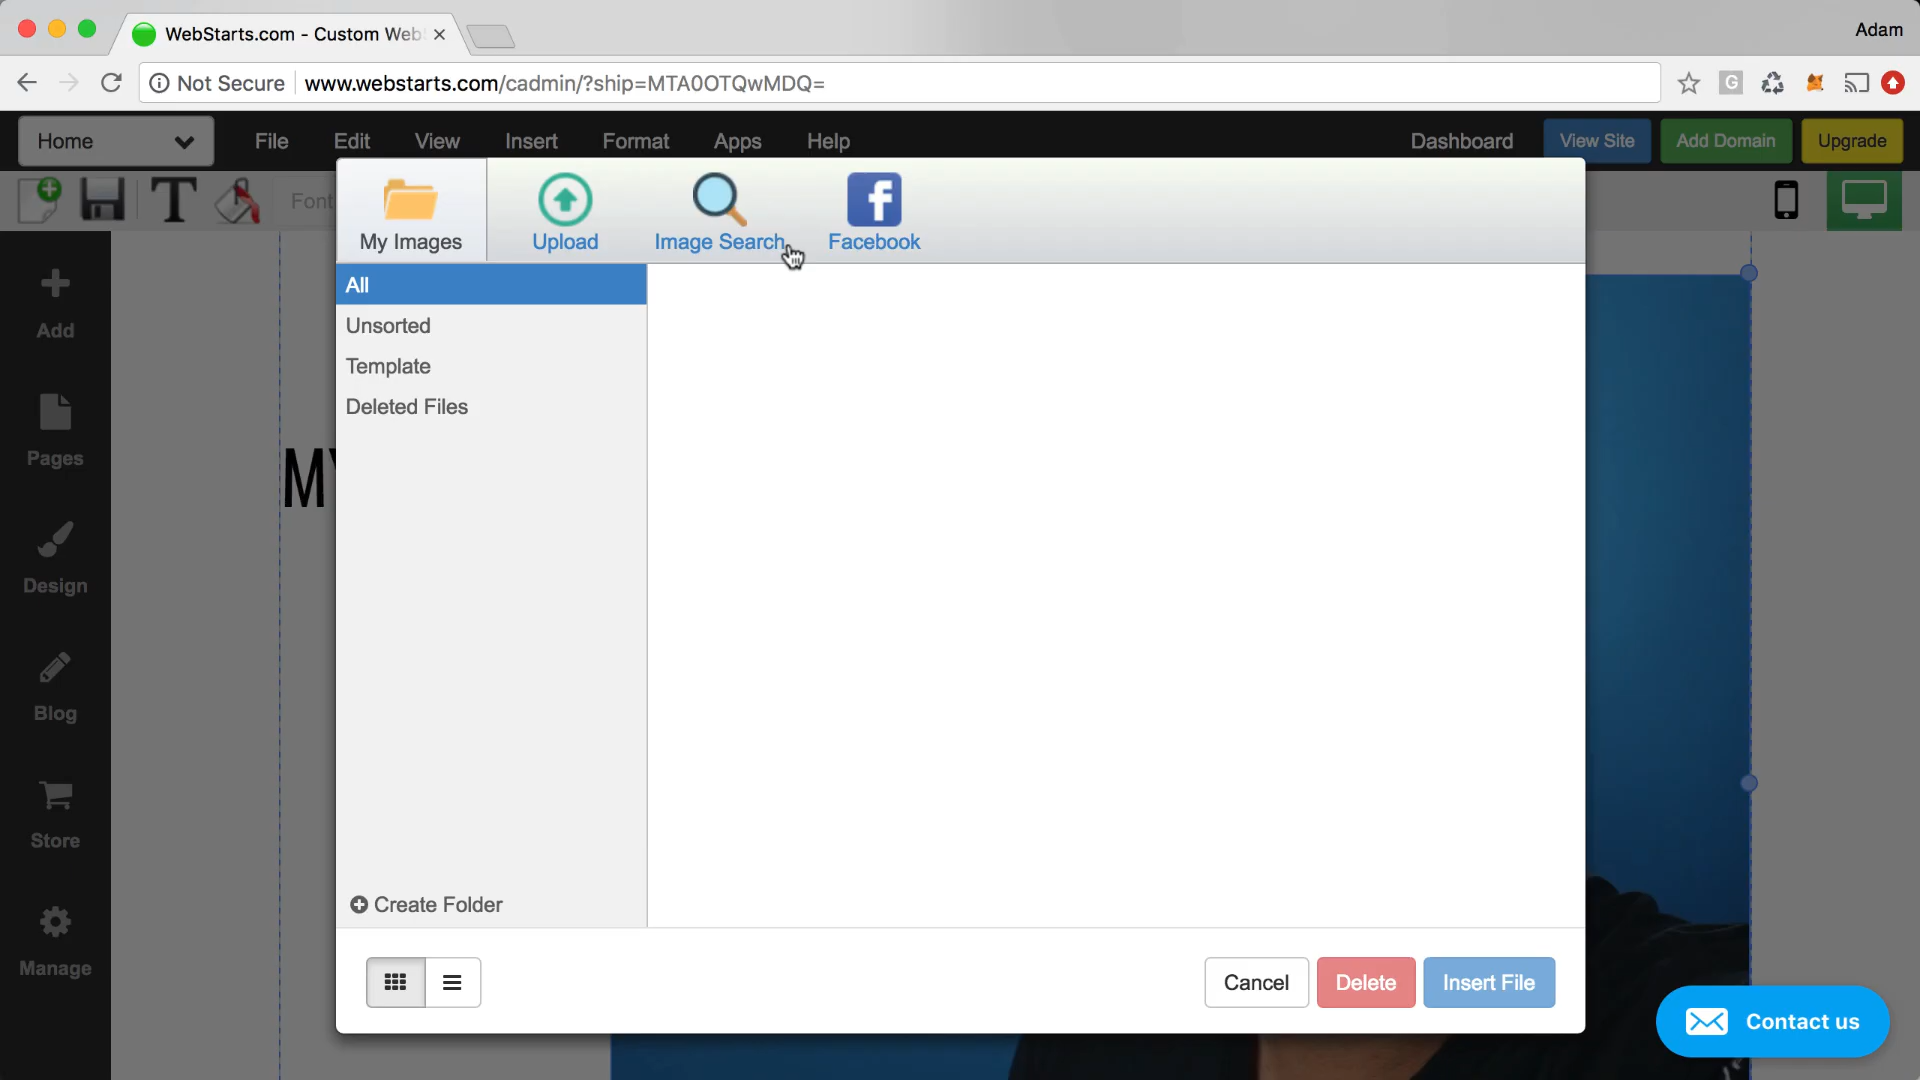 WebStarts.com - Custom Web
Adam
Not Secure
www.webstarts.com/cadmin/?ship=MTA0OTQwMDQ=
G
Home
File
Edit
View
Insert
Format
Apps
Help
Dashboard
View Site
Add Domain
Upgrade
T
Font
My Images
Upload
Image Search
Facebook
Add
Pages
Design
Blog
Store
Manage
MY
All
Unsorted
Template
Deleted Files
Create Folder
Cancel
Delete
Insert File
Contact us